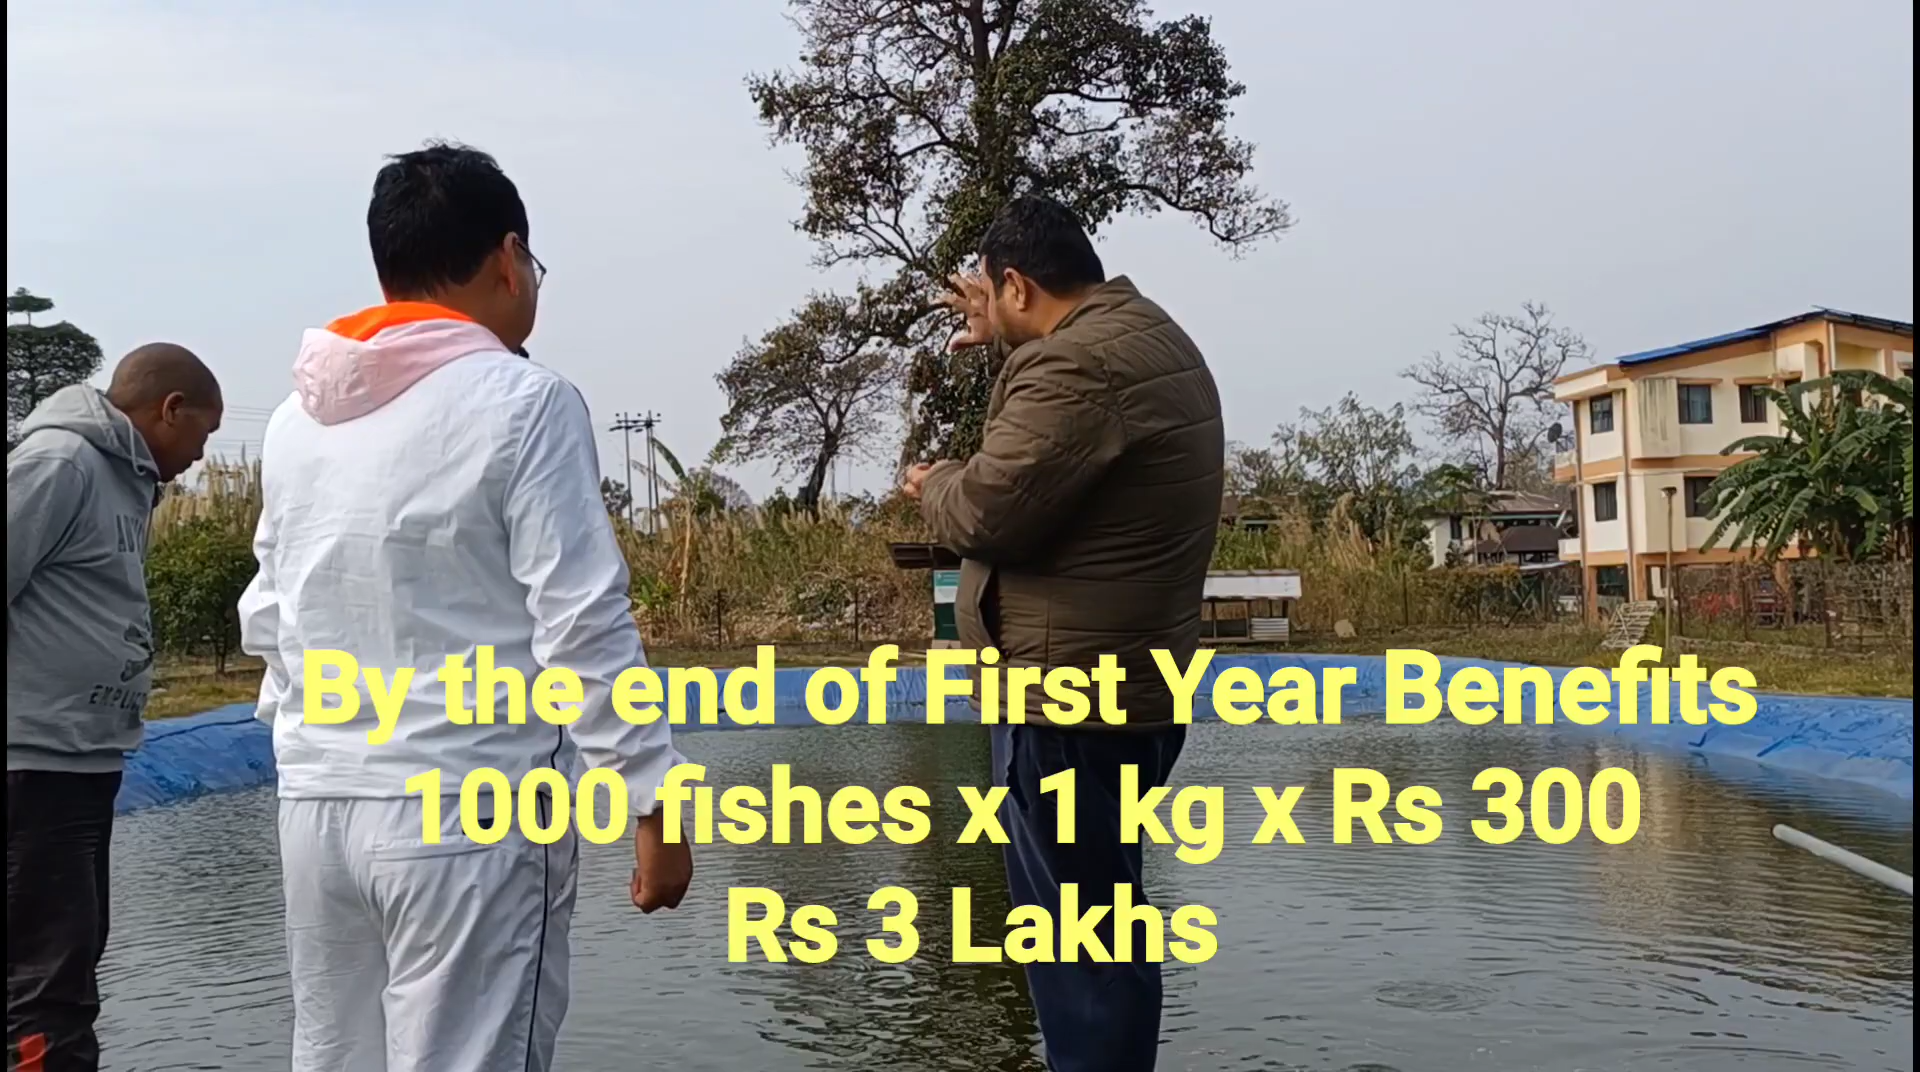 By the end of First Year Benefits
1000 fishes x 1 kg x Rs 300
Rs 3 Lakhs